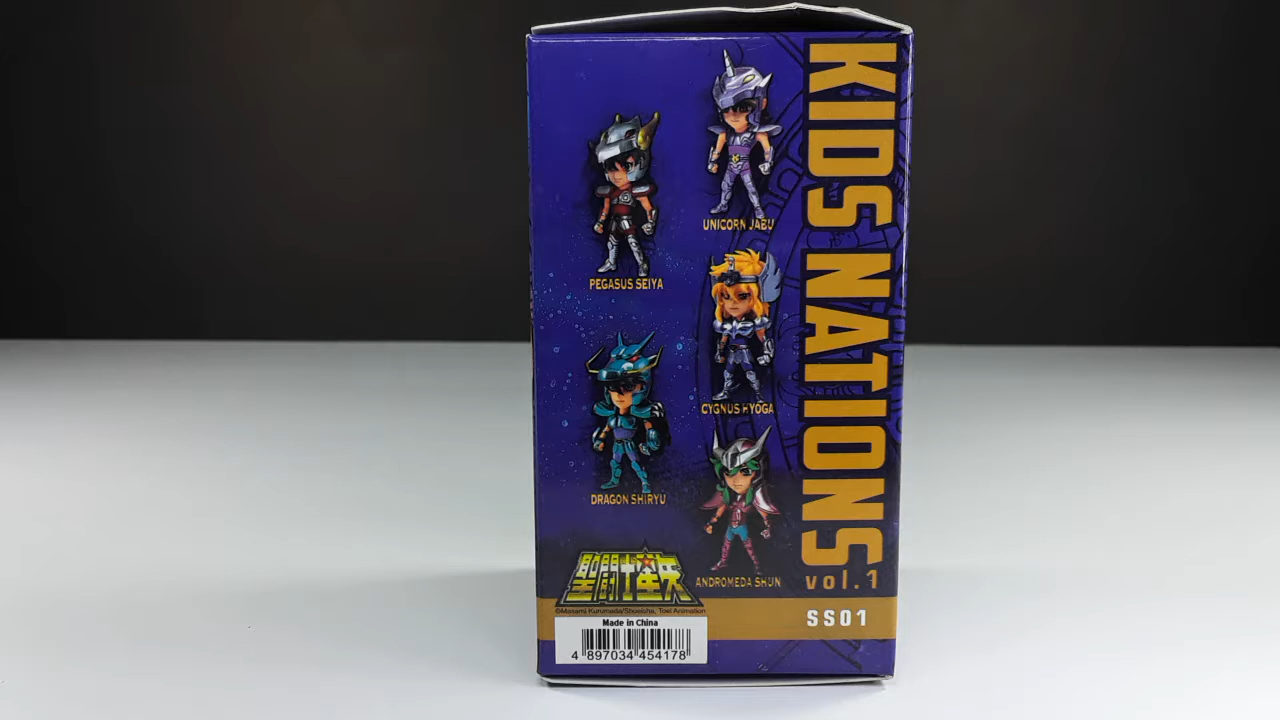 KIDS NATIONS
vol.1
SS01
UNICORN JABU
PEGASUS SEIYA
CYGNUS HYOGA
DRAGON SHIRYU
ANDROMEDA SHUN
聖闘士星矢
©Masami Kurumada/Shueisha, Toei Animation
Made in China
4 897034 454178